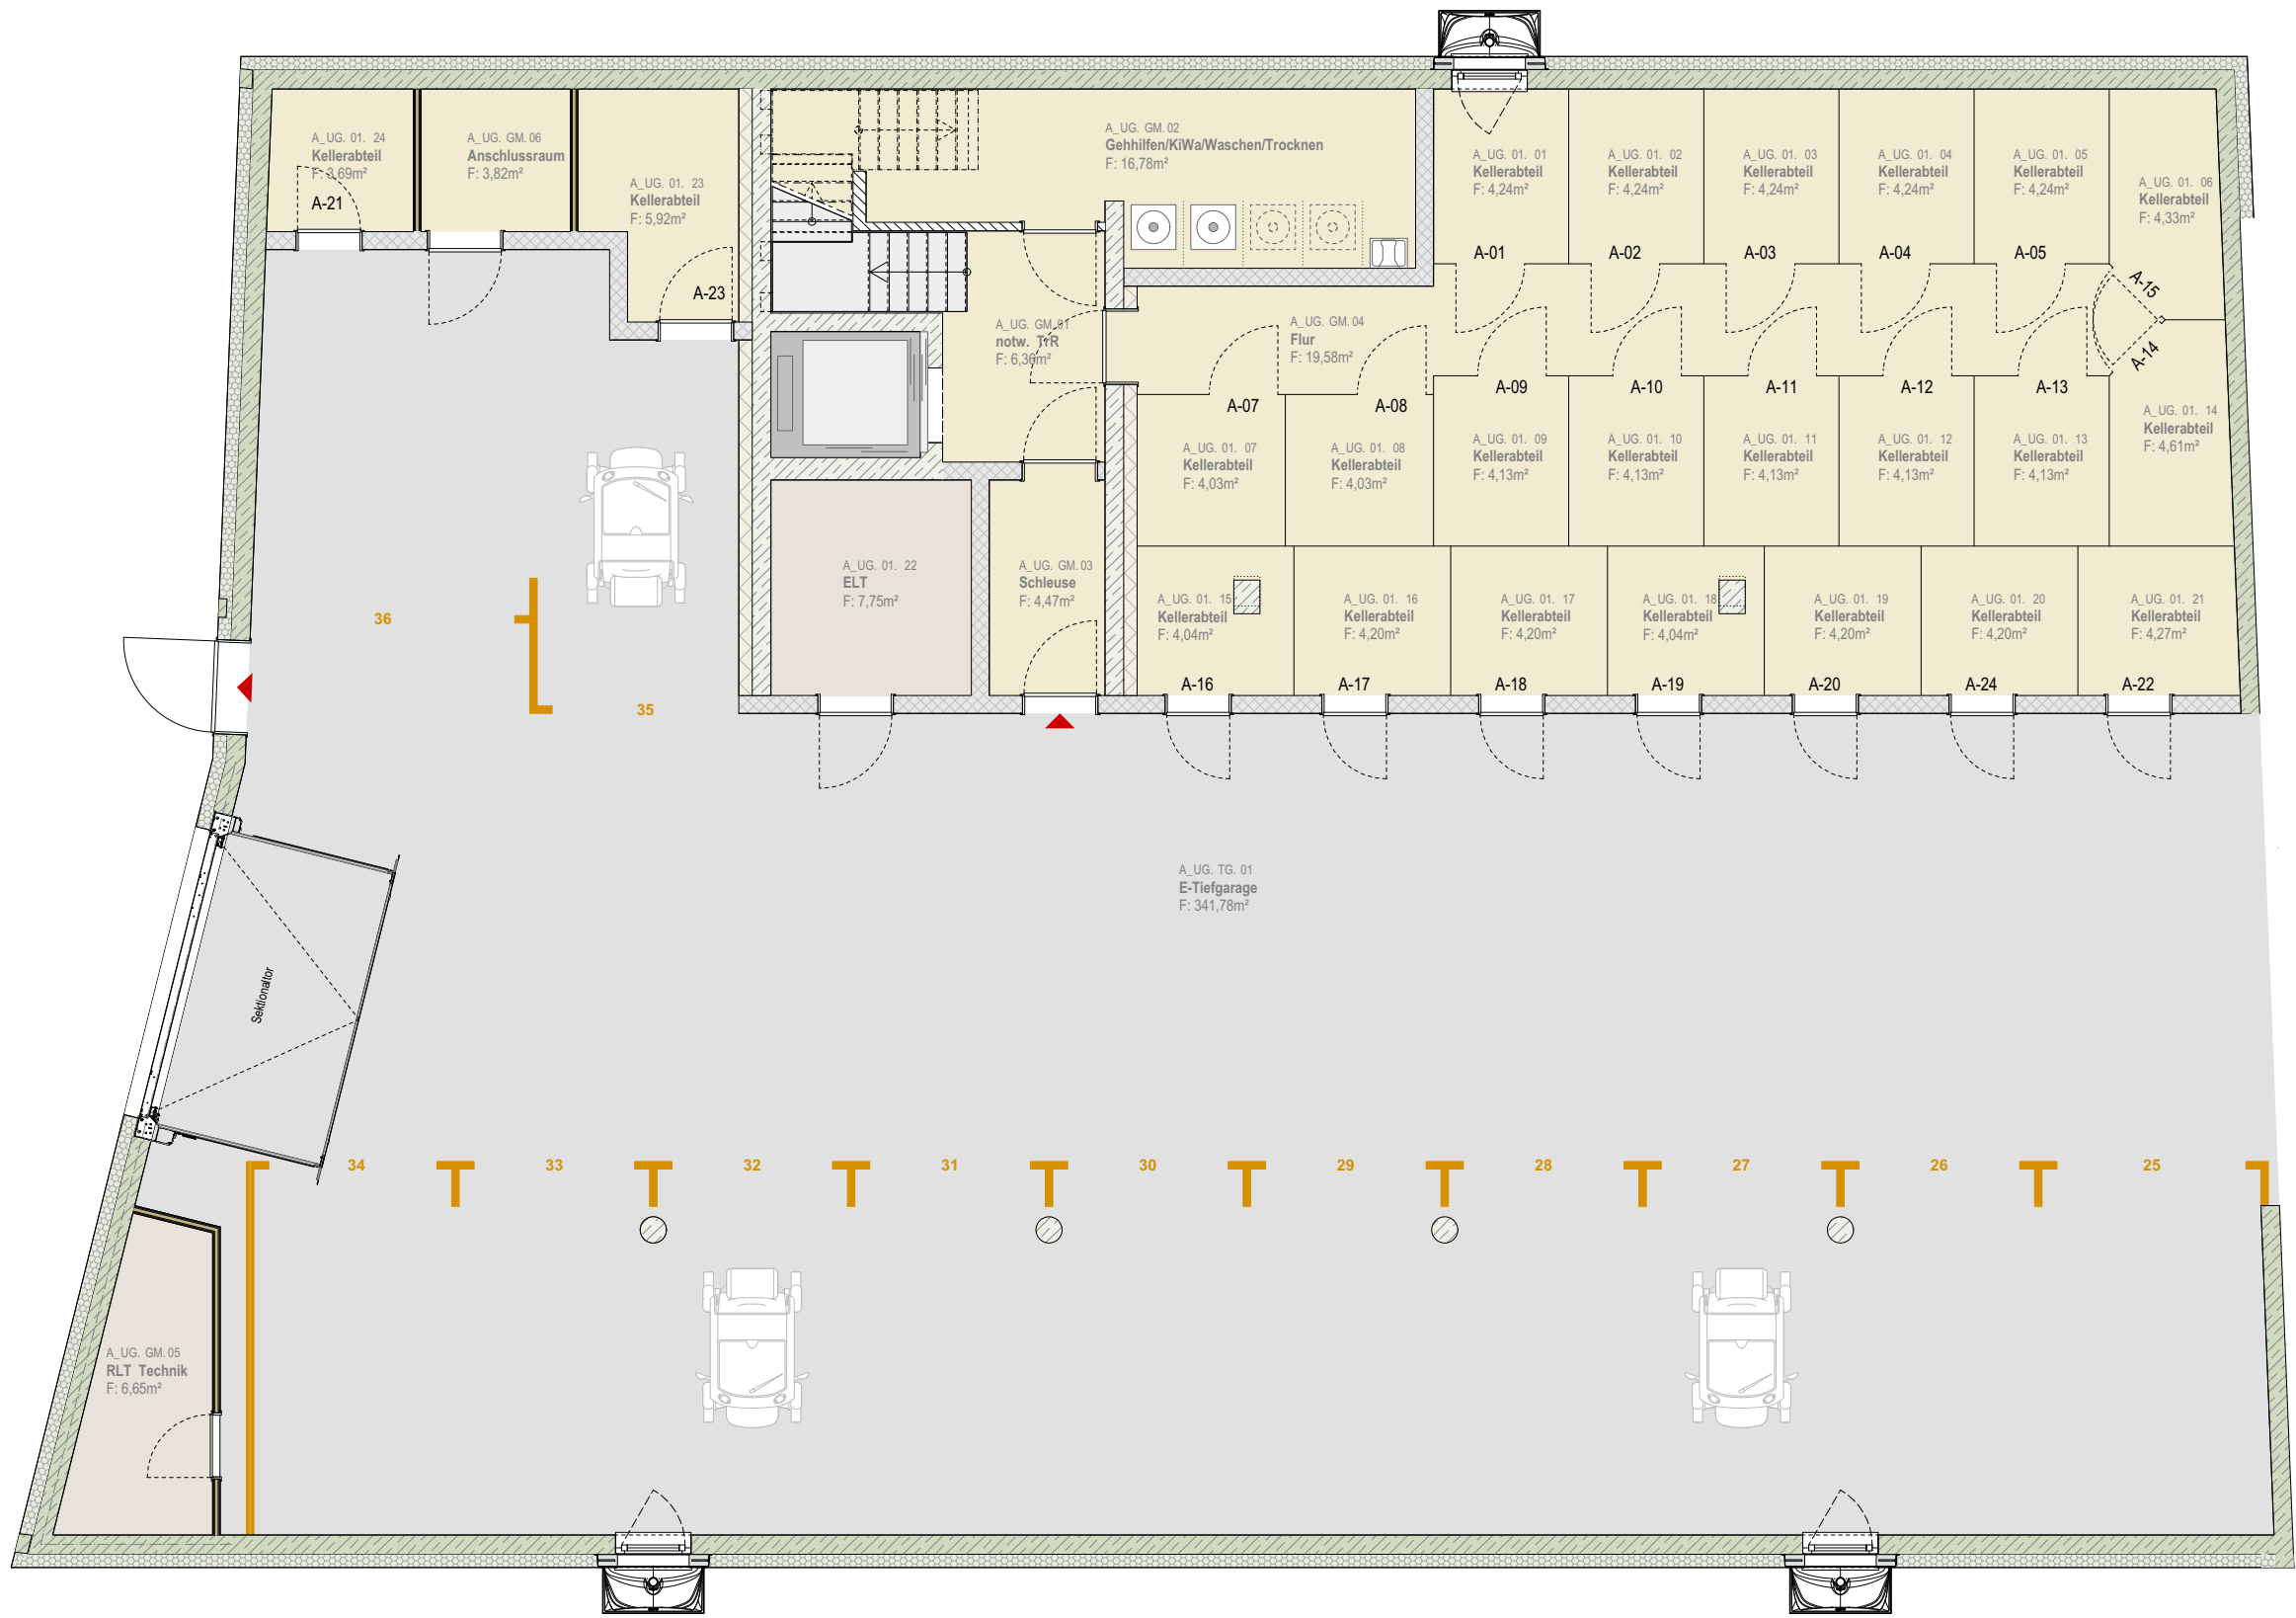 A_UG. 01. 24
Kellerabteil
F: 3,69m²
A-21
A_UG. GM.06
Anschlussraum
F: 3,82m²
A_UG. 01. 23
Kellerabteil
F: 5,92m²
A-23
A_UG. GM.02
Gehhilfen/KiWa/Waschen/Trocknen
F: 16,78m²
A_UG. 01. 01
Kellerabteil
F: 4,24m²
A-01
A_UG. 01. 02
Kellerabteil
F: 4,24m²
A-02
A_UG. 01. 03
Kellerabteil
F: 4,24m²
A-03
A_UG. 01. 04
Kellerabteil
F: 4,24m²
A-04
A_UG. 01. 05
Kellerabteil
F: 4,24m²
A-05
A_UG. 01. 06
Kellerabteil
F: 4,33m²
A-15
A-14
A_UG. GM.01
notw. TrR
F: 6,36m²
A_UG. GM.04
Flur
F: 19,58m²
A-07
A_UG. 01. 07
Kellerabteil
F: 4,03m²
A-08
A_UG. 01. 08
Kellerabteil
F: 4,03m²
A-09
A_UG. 01. 09
Kellerabteil
F: 4,13m²
A-10
A_UG. 01. 10
Kellerabteil
F: 4,13m²
A-11
A_UG. 01. 11
Kellerabteil
F: 4,13m²
A-12
A_UG. 01. 12
Kellerabteil
F: 4,13m²
A-13
A_UG. 01. 13
Kellerabteil
F: 4,13m²
A_UG. 01. 14
Kellerabteil
F: 4,61m²
A_UG. 01. 22
ELT
F: 7,75m²
A_UG. GM.03
Schleuse
F: 4,47m²
A_UG. 01. 15
Kellerabteil
F: 4,04m²
A-16
A_UG. 01. 16
Kellerabteil
F: 4,20m²
A-17
A_UG. 01. 17
Kellerabteil
F: 4,20m²
A-18
A_UG. 01. 18
Kellerabteil
F: 4,04m²
A-19
A_UG. 01. 19
Kellerabteil
F: 4,20m²
A-20
A_UG. 01. 20
Kellerabteil
F: 4,20m²
A-24
A_UG. 01. 21
Kellerabteil
F: 4,27m²
A-22
36
35
A_UG. TG. 01
E-Tiefgarage
F: 341,78m²
Sektionaltor
34
33
32
31
30
29
28
27
26
25
A_UG. GM.05
RLT Technik
F: 6,65m²